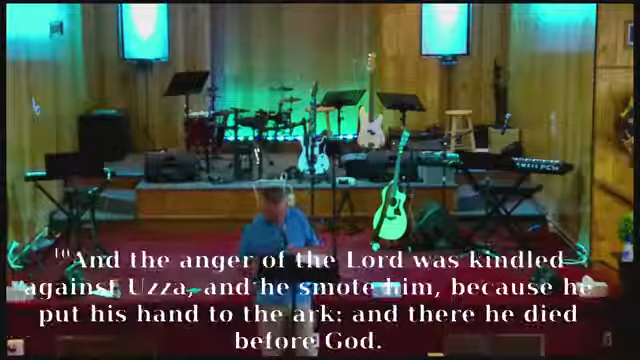 ¹⁰And the anger of the Lord was kindled
against Uzza, and he smote him, because he
put his hand to the ark: and there he died
before God.